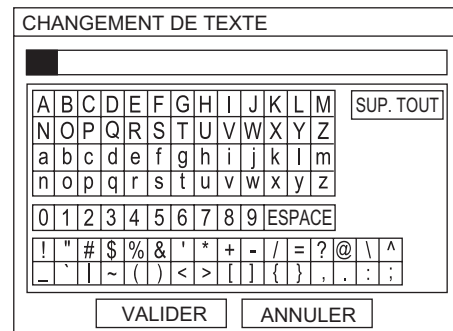 CHANGEMENT DE TEXTE
A B C D E F G H I J K L M SUP. TOUT
N O P Q R S T U V W X Y Z
a b c d e f g h i j k l m
n o p q r s t u v w x y z
0 1 2 3 4 5 6 7 8 9 ESPACE
! " # $ % & ' * + - / = ? @ \ ^
_ ` | ~ ( ) < > [ ] { } , . : ;
VALIDER ANNULER